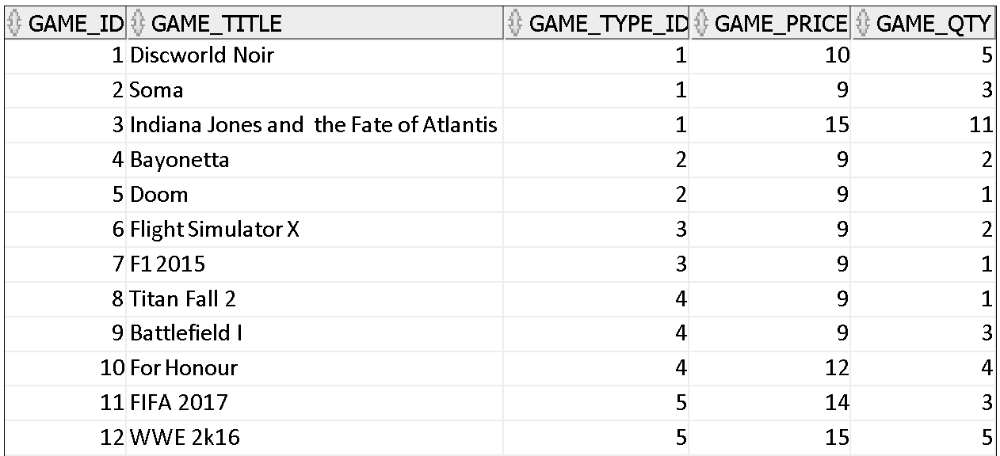 GAME_ID GAME_TITLE GAME_TYPE_ID GAME_PRICE GAME_QTY
1 Discworld Noir 1 10 5
2 Soma 1 9 3
3 Indiana Jones and  the Fate of Atlantis 1 15 11
4 Bayonetta 2 9 2
5 Doom 2 9 1
6 Flight Simulator X 3 9 2
7 F1 2015 3 9 1
8 Titan Fall 2 4 9 1
9 Battlefield I 4 9 3
10 For Honour 4 12 4
11 FIFA 2017 5 14 3
12 WWE 2k16 5 15 5